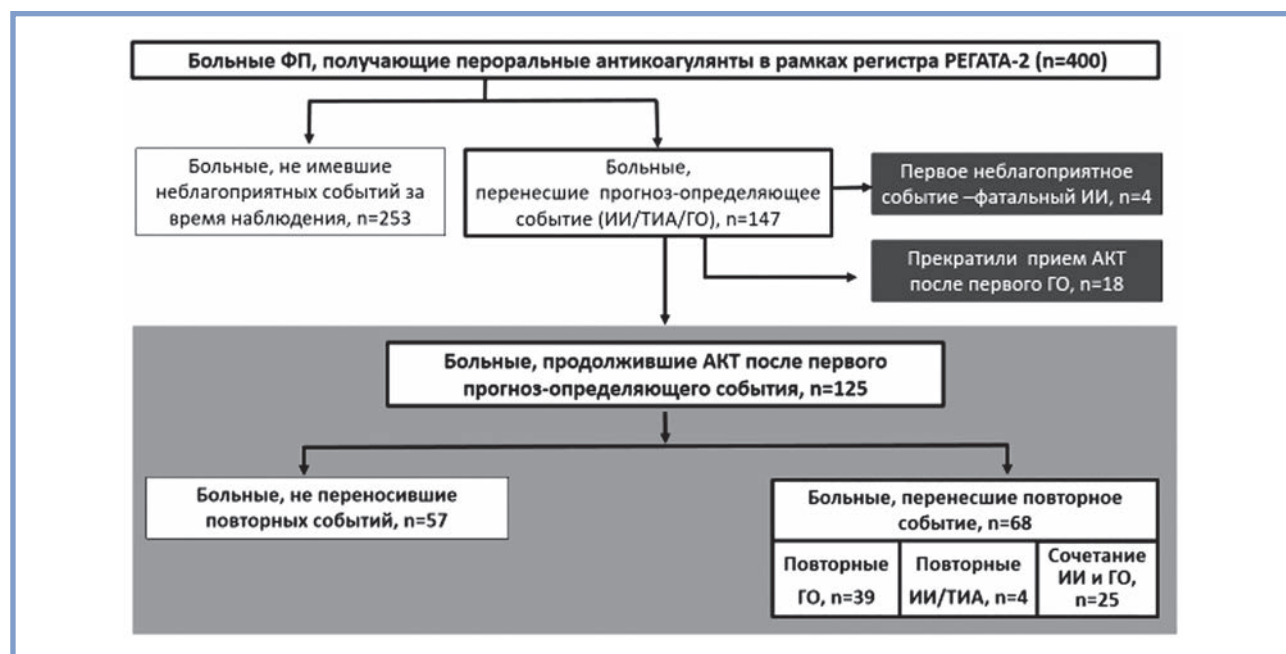 Больные ФП, получающие пероральные антикоагулянты в рамках регистра РЕГАТА-2 (n=400)
Больные, не имевшие
неблагоприятных событий за
время наблюдения, n=253
Больные,
перенесшие прогноз-определяющее
событие (ИИ/ТИА/ГО), n=147
Первое неблагоприятное
событие –фатальный ИИ, n=4
Прекратили прием АКТ
после первого ГО, n=18
Больные, продолжившие АКТ после первого
прогноз-определяющего события, n=125
Больные, не переносившие
повторных событий, n=57
Больные, перенесшие повторное
событие, n=68
Повторные
ГО, n=39
Повторные
ИИ/ТИА, n=4
Сочетание
ИИ и ГО,
n=25